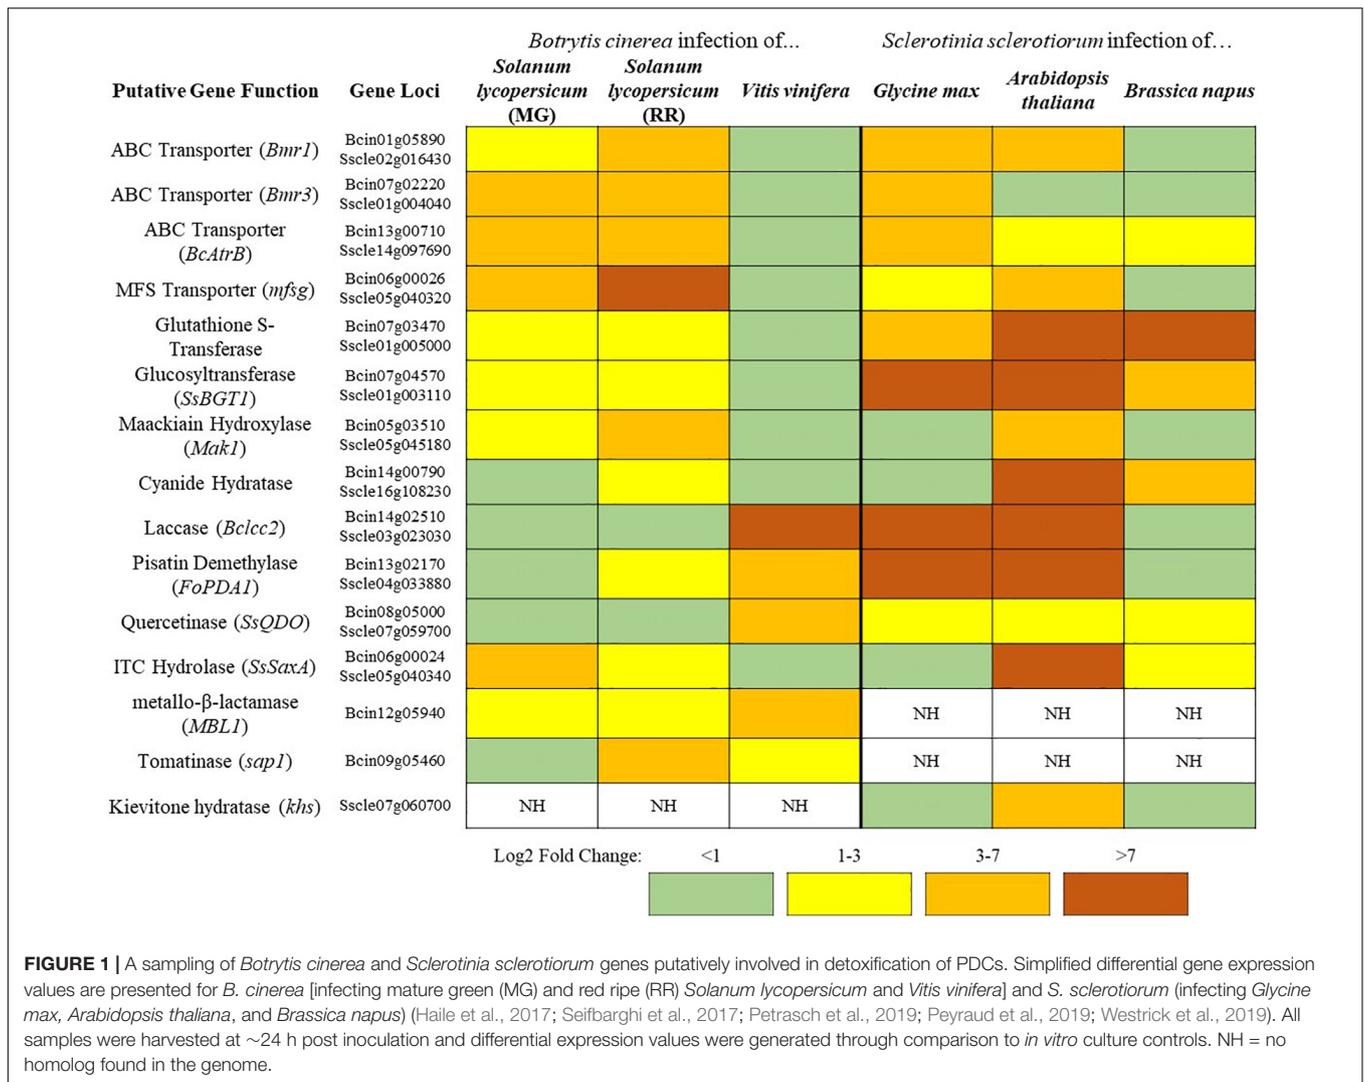 Botrytis cinerea infection of...
Sclerotinia sclerotiorum infection of…
Putative Gene Function
Gene Loci
Solanum
lycopersicum
(MG)
Solanum
lycopersicum
(RR)
Vitis vinifera
Glycine max
Arabidopsis
thaliana
Brassica napus
ABC Transporter (Bmr1)
Bcin01g05890
Sscle02g016430
ABC Transporter (Bmr3)
Bcin07g02220
Sscle01g004040
ABC Transporter
(BcAtrB)
Bcin13g00710
Sscle14g097690
MFS Transporter (mfsg)
Bcin06g00026
Sscle05g040320
Glutathione S-
Transferase
Bcin07g03470
Sscle01g005000
Glucosyltransferase
(SsBGT1)
Bcin07g04570
Sscle01g003110
Maackiain Hydroxylase
(Mak1)
Bcin05g03510
Sscle05g045180
Cyanide Hydratase
Bcin14g00790
Sscle16g108230
Laccase (Bclcc2)
Bcin14g02510
Sscle03g023030
Pisatin Demethylase
(FoPDA1)
Bcin13g02170
Sscle04g033880
Quercetinase (SsQDO)
Bcin08g05000
Sscle07g059700
ITC Hydrolase (SsSaxA)
Bcin06g00024
Sscle05g040340
metallo-β-lactamase
(MBL1)
Bcin12g05940
NH
NH
NH
Tomatinase (sap1)
Bcin09g05460
NH
NH
NH
Kievitone hydratase (khs)
Sscle07g060700
NH
NH
NH
Log2 Fold Change:
<1
1-3
3-7
>7
FIGURE 1 | A sampling of Botrytis cinerea and Sclerotinia sclerotiorum genes putatively involved in detoxification of PDCs. Simplified differential gene expression
values are presented for B. cinerea [infecting mature green (MG) and red ripe (RR) Solanum lycopersicum and Vitis vinifera] and S. sclerotiorum (infecting Glycine
max, Arabidopsis thaliana, and Brassica napus) (Haile et al., 2017; Seifbarghi et al., 2017; Petrasch et al., 2019; Peyraud et al., 2019; Westrick et al., 2019). All
samples were harvested at ∼24 h post inoculation and differential expression values were generated through comparison to in vitro culture controls. NH = no
homolog found in the genome.